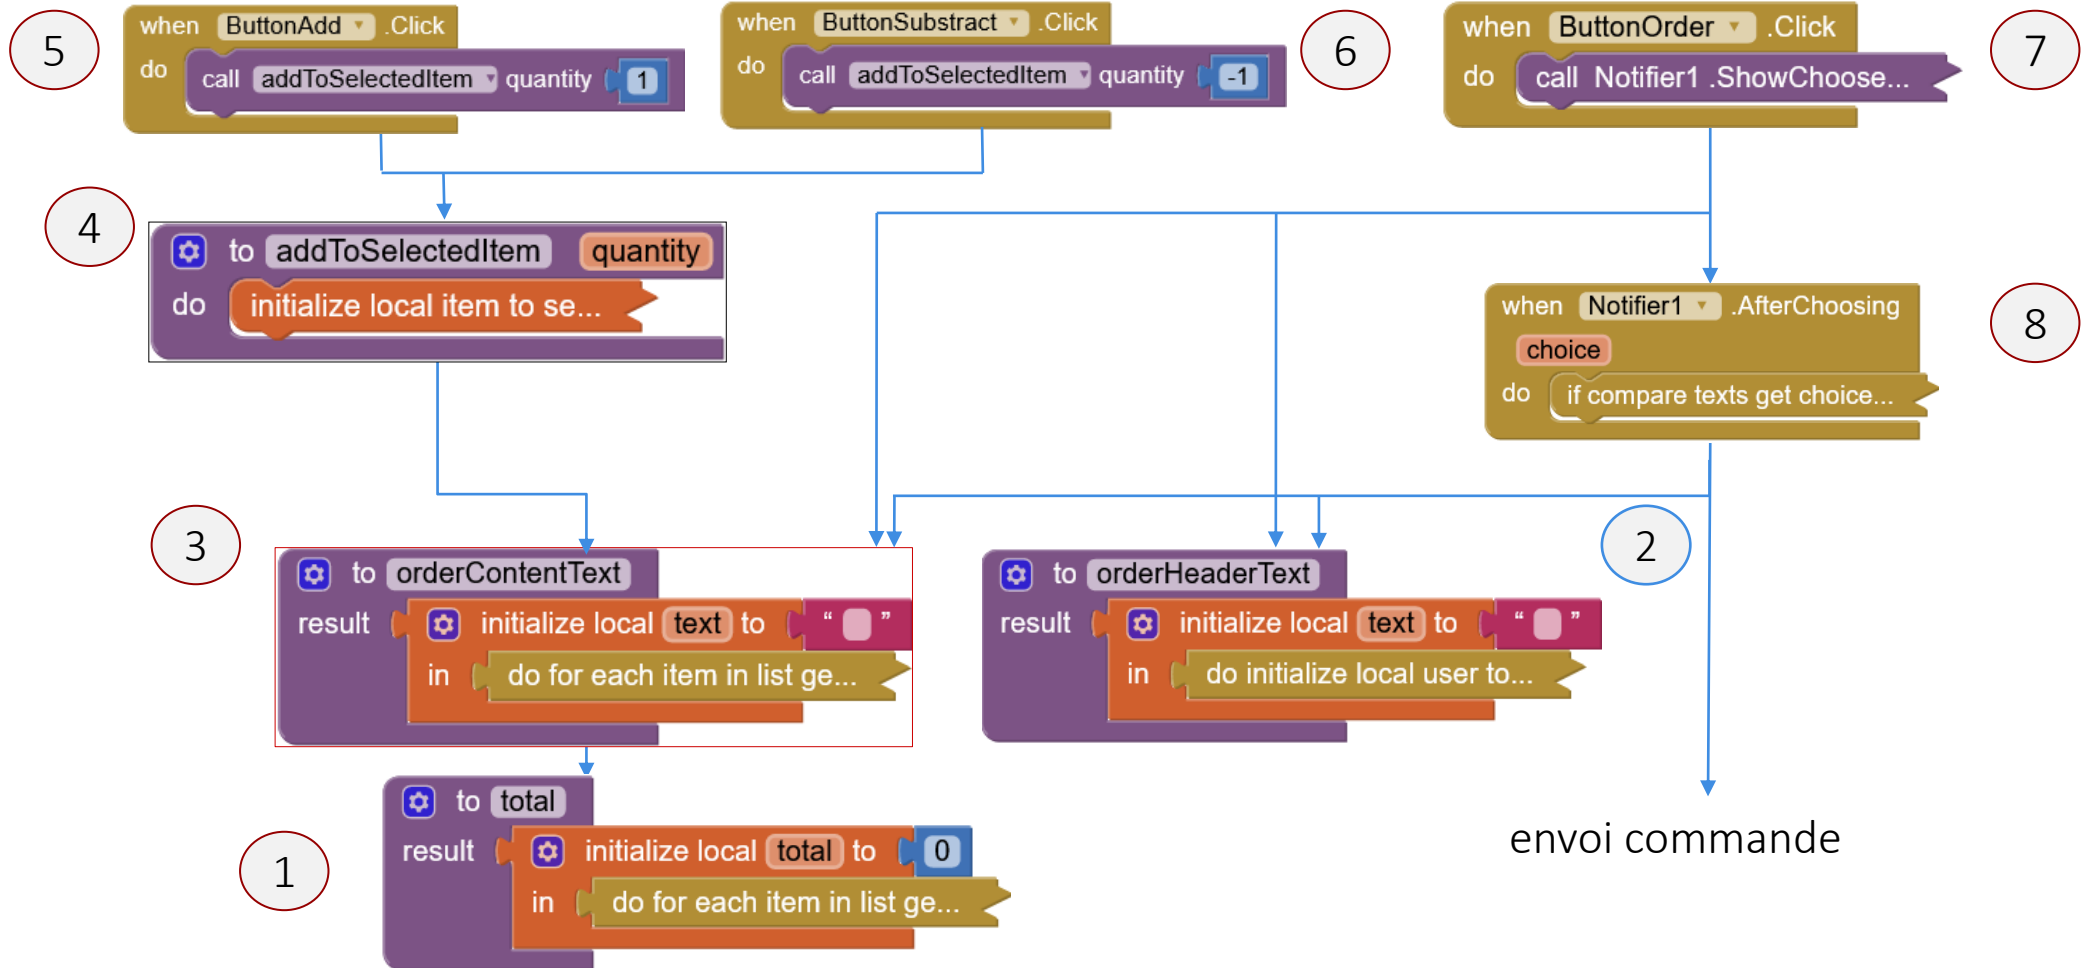 5
when ButtonAdd .Click
do call addToSelectedItem quantity 1
when ButtonSubstract .Click
do call addToSelectedItem quantity -1
6
when ButtonOrder .Click
do call Notifier1 .ShowChoose...
7
4
to addToSelectedItem quantity
do initialize local item to se...
when Notifier1 .AfterChoosing
choice
do if compare texts get choice...
8
3
to orderContentText
result initialize local text to “ ”
in do for each item in list ge...
to orderHeaderText
result initialize local text to “ ”
in do initialize local user to...
2
1
to total
result initialize local total to 0
in do for each item in list ge...
envoi commande